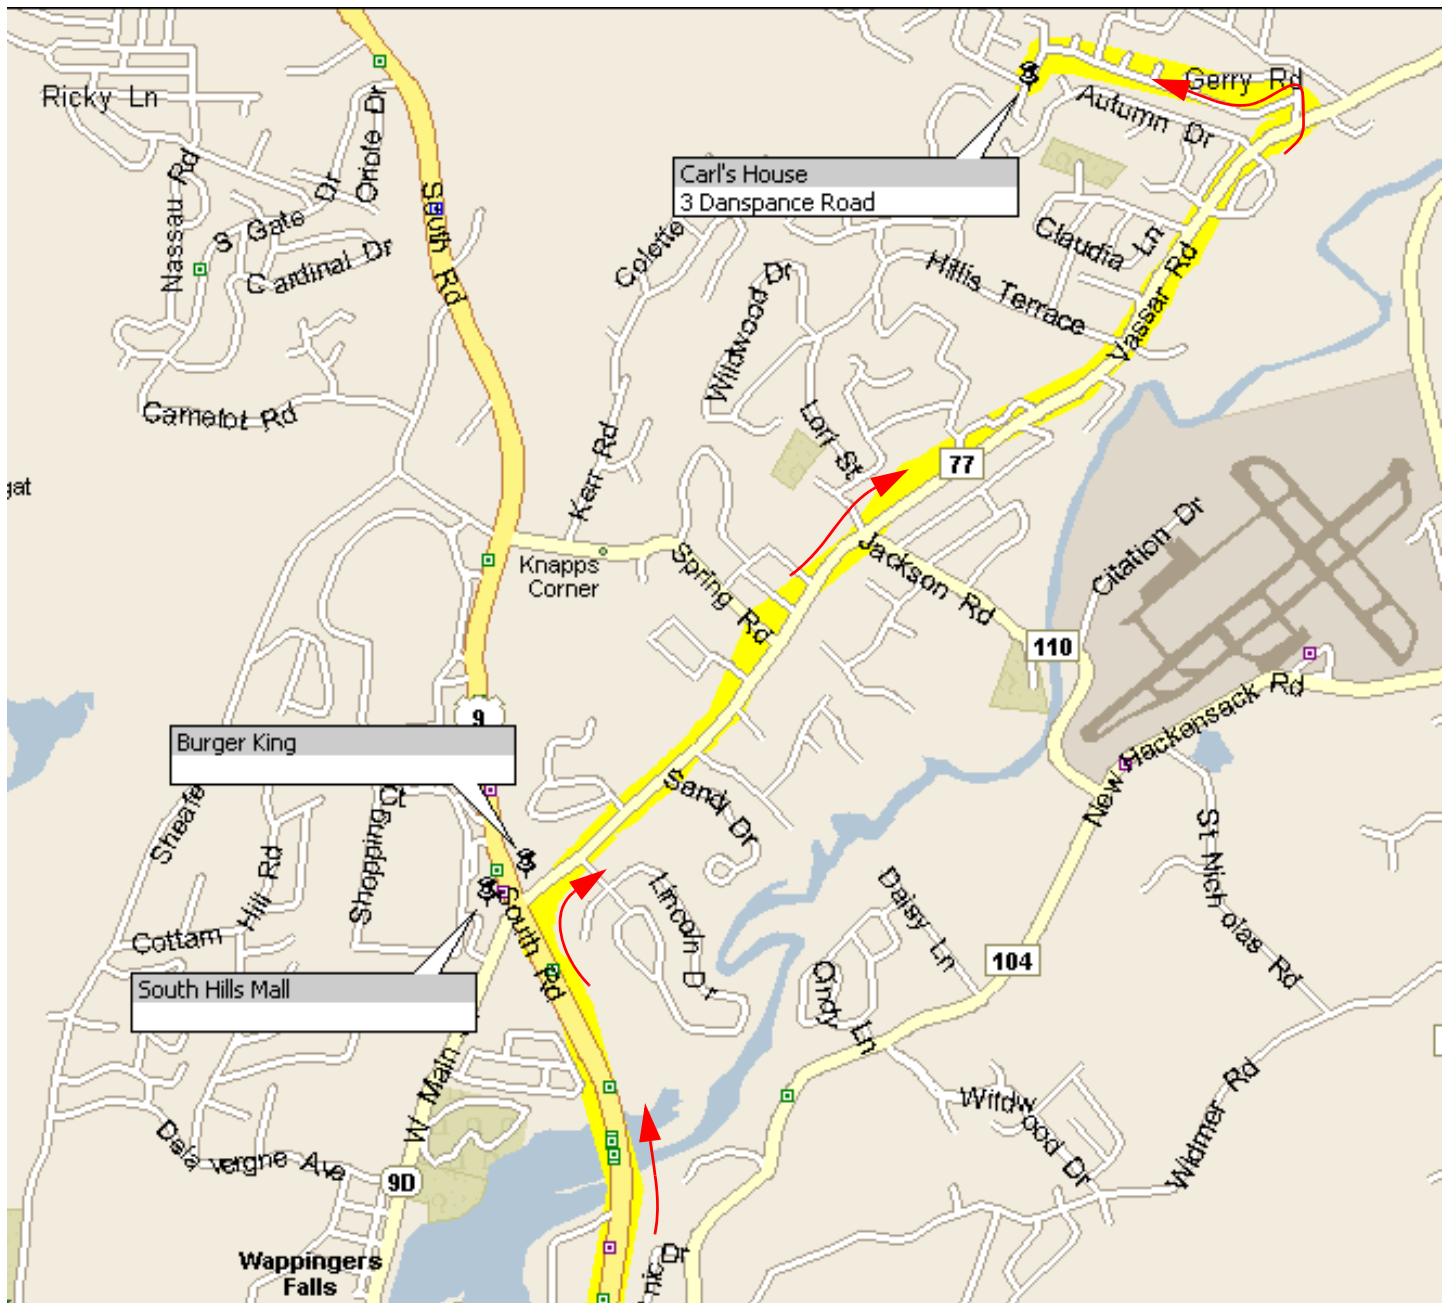 Ricky Ln
Oriole Dr
South Rd
Nassau Rd
S Gate Dr
Cardinal Dr
Camelot Rd
Gerry Rd
Autumn Dr
Carl's House
3 Danspance Road
Colette
Claudia Ln
Hillis Terrace
Vassar Rd
Wildwood Dr
Lori St
Kerr Rd
77
gat
Knapps
Corner
Spring Rd
Jackson Rd
Citation Dr
110
New Hackensack Rd
9
Burger King
Sandy Dr
Sheafe
Shopping Ct
Cottam Hill Rd
South Rd
Lincoln Dr
Daisy Ln
St Nicholas Rd
104
South Hills Mall
Cindy Ln
W Main
Wildwood Dr
Widmer Rd
Delavergne Ave
9D
Wappingers
Falls
nic Dr